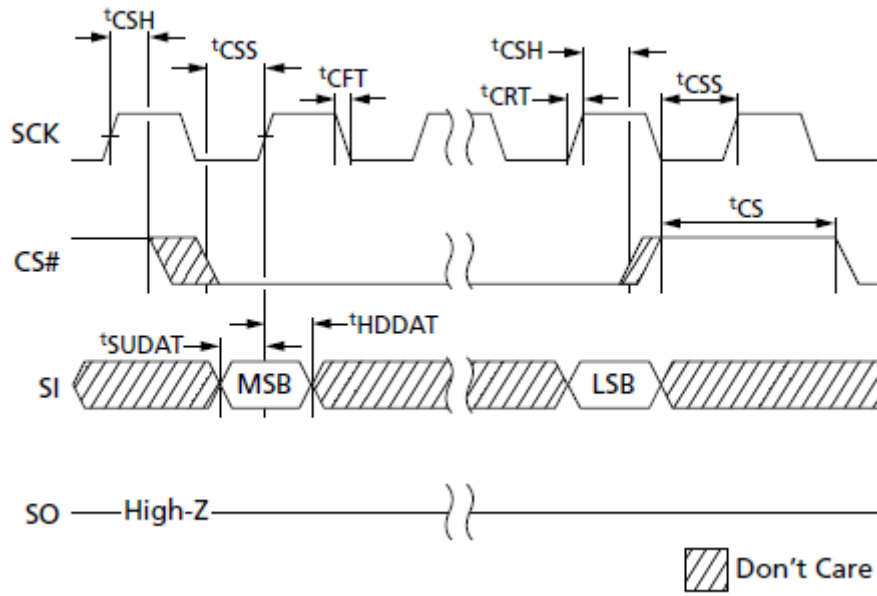 tCSH
tCSS
tCFT
tCSH
tCRT
tCSS
SCK
tCS
CS#
tSUDAT
tHDDAT
SI
MSB
LSB
SO
High-Z
Don't Care